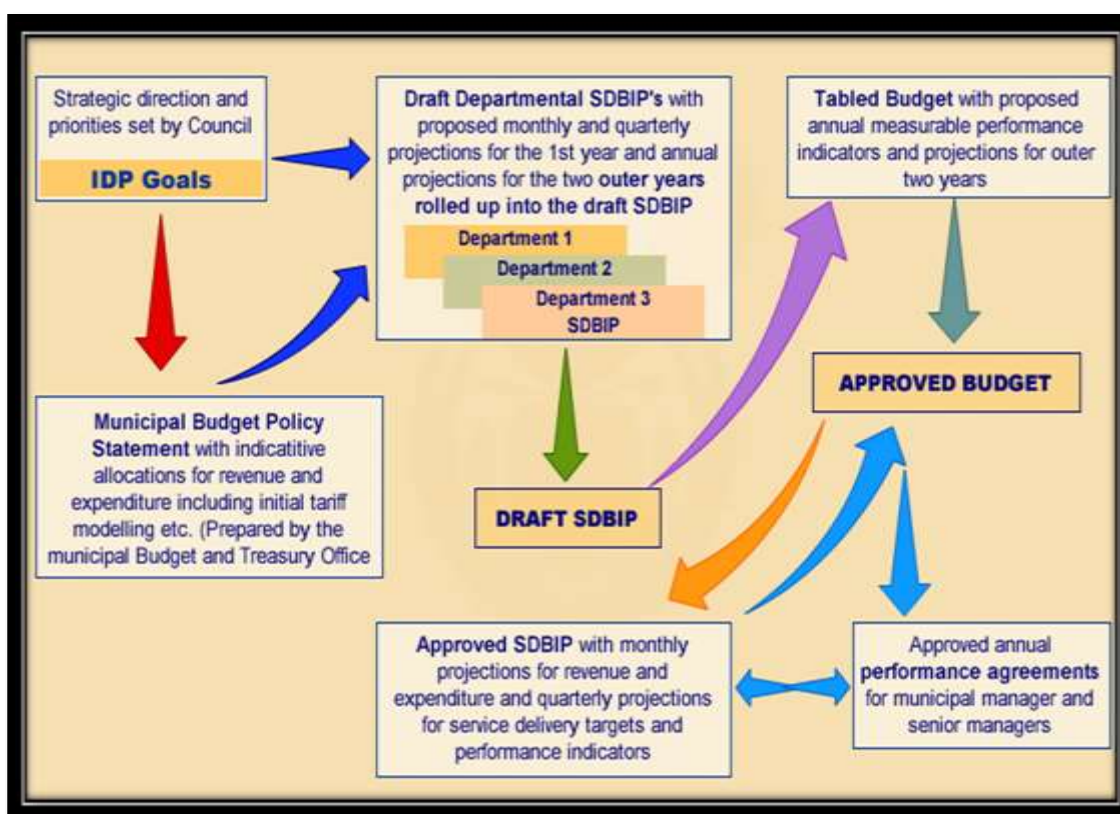 Strategic direction and
priorities set by Council
IDP Goals
Draft Departmental SDBIP's with
proposed monthly and quarterly
projections for the 1st year and annual
projections for the two outer years
rolled up into the draft SDBIP
Department 1
Department 2
Department 3
SDBIP
Tabled Budget with proposed
annual measurable performance
indicators and projections for outer
two years
APPROVED BUDGET
Municipal Budget Policy
Statement with indicatitive
allocations for revenue and
expenditure including initial tariff
modelling etc. (Prepared by the
municipal Budget and Treasury Office
DRAFT SDBIP
Approved SDBIP with monthly
projections for revenue and
expenditure and quarterly projections
for service delivery targets and
performance indicators
Approved annual
performance agreements
for municipal manager and
senior managers